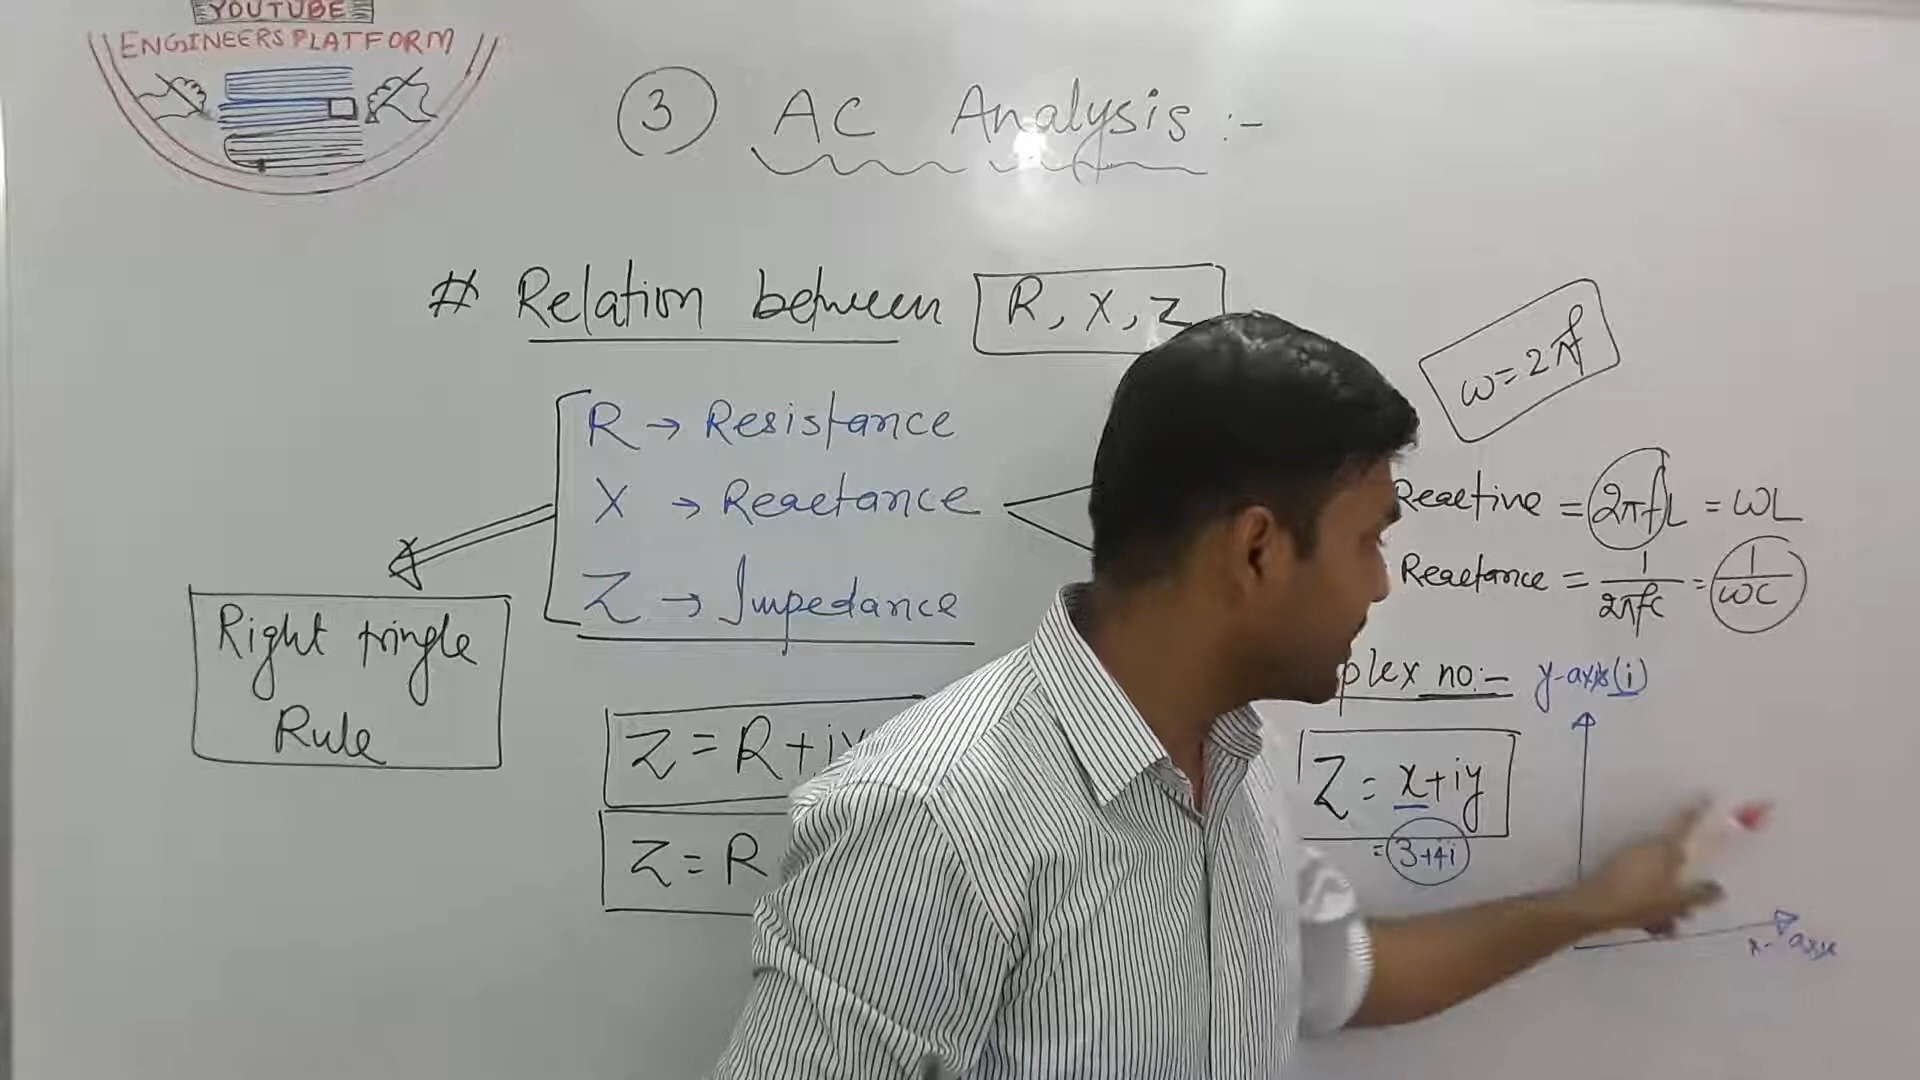 YOUTUBE
ENGINEERS PLATFORM
③ AC Analysis :-
# Relation between R, X, Z
ω = 2πf
R → Resistance
X → Reactance
Z → Impedance
Reactive = 2πfL = ωL
Reactance = 1/2πfc = 1/ωC
Right tringle
Rule
plex no:-
y-axis (i)
Z = R + i
Z = R
Z = x + iy
= 3+4i
x-axis